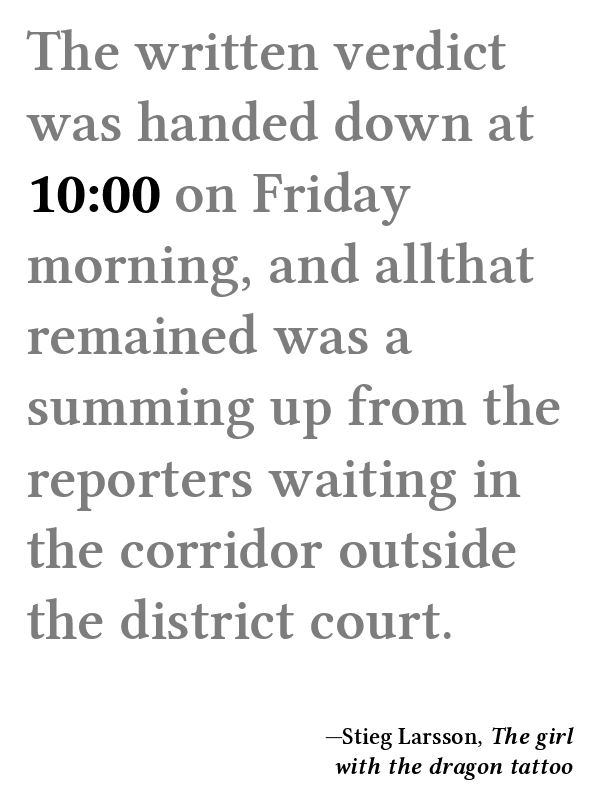 The written verdict
was handed down at
10:00 on Friday
morning, and allthat
remained was a
summing up from the
reporters waiting in
the corridor outside
the district court.
—Stieg Larsson, The girl
with the dragon tattoo